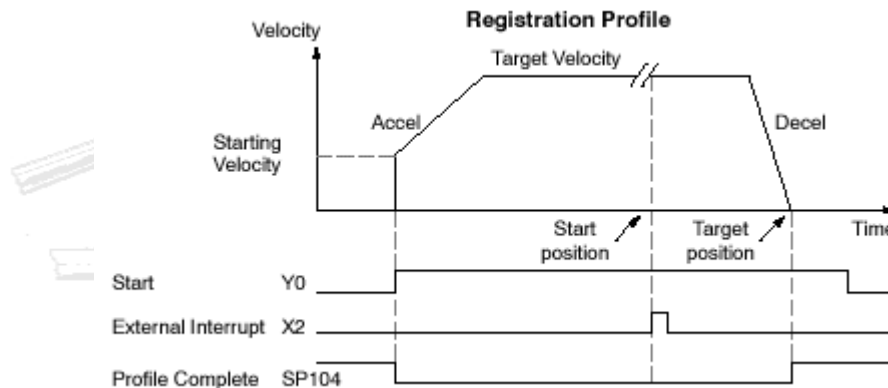 Registration Profile
Velocity
Target Velocity
Accel
Decel
Starting
Velocity
Start
position
Target
position
Time
Start Y0
External Interrupt X2
Profile Complete SP104